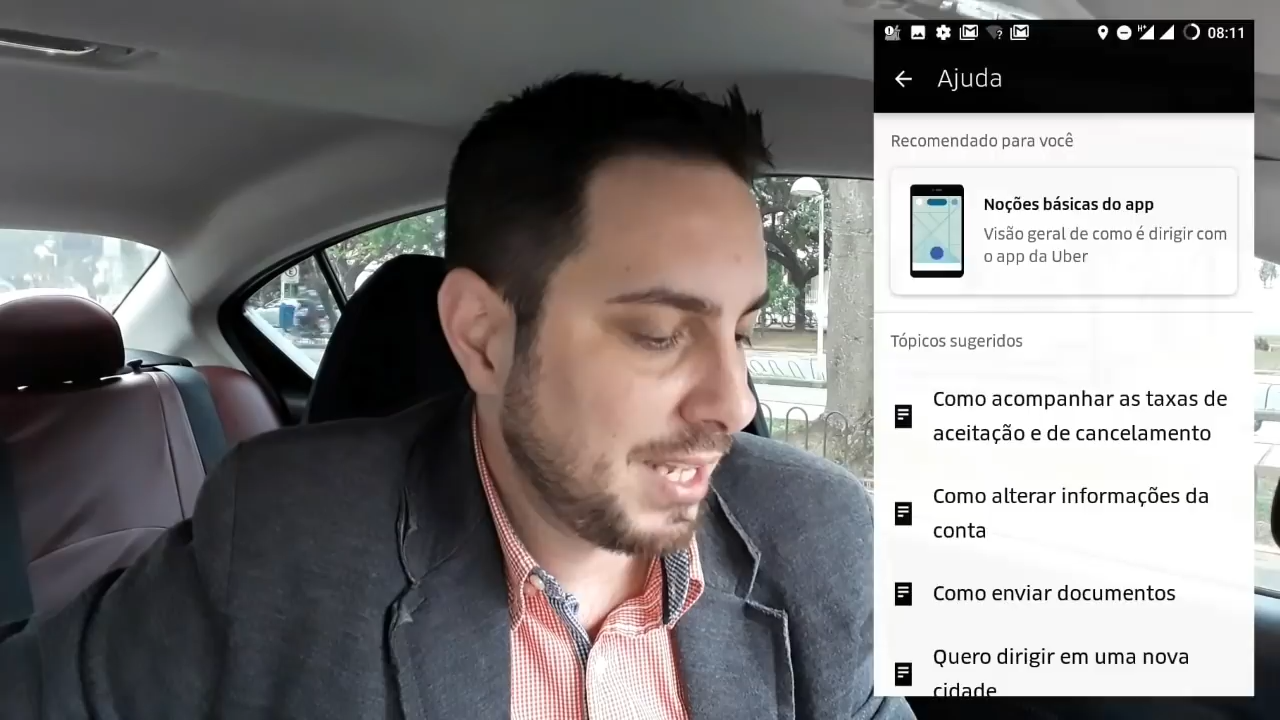 08:11
Ajuda
Recomendado para você
Noções básicas do app
Visão geral de como é dirigir com
o app da Uber
Tópicos sugeridos
Como acompanhar as taxas de
aceitação e de cancelamento
Como alterar informações da
conta
Como enviar documentos
Quero dirigir em uma nova
cidade